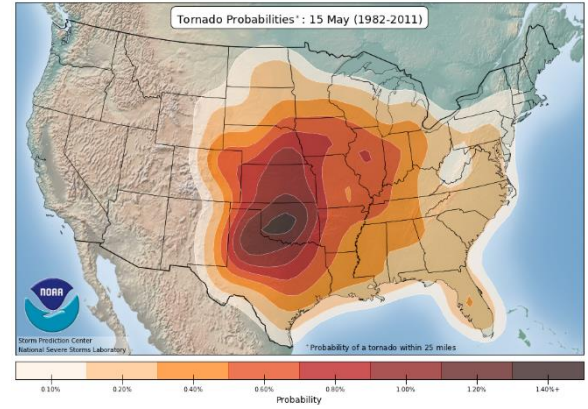 Tornado Probabilities*: 15 May (1982-2011)
NOAA
Storm Prediction Center
National Severe Storms Laboratory
*Probability of a tornado within 25 miles
0.10% 0.20% 0.40% 0.60% 0.80% 1.00% 1.20% 1.40%+
Probability